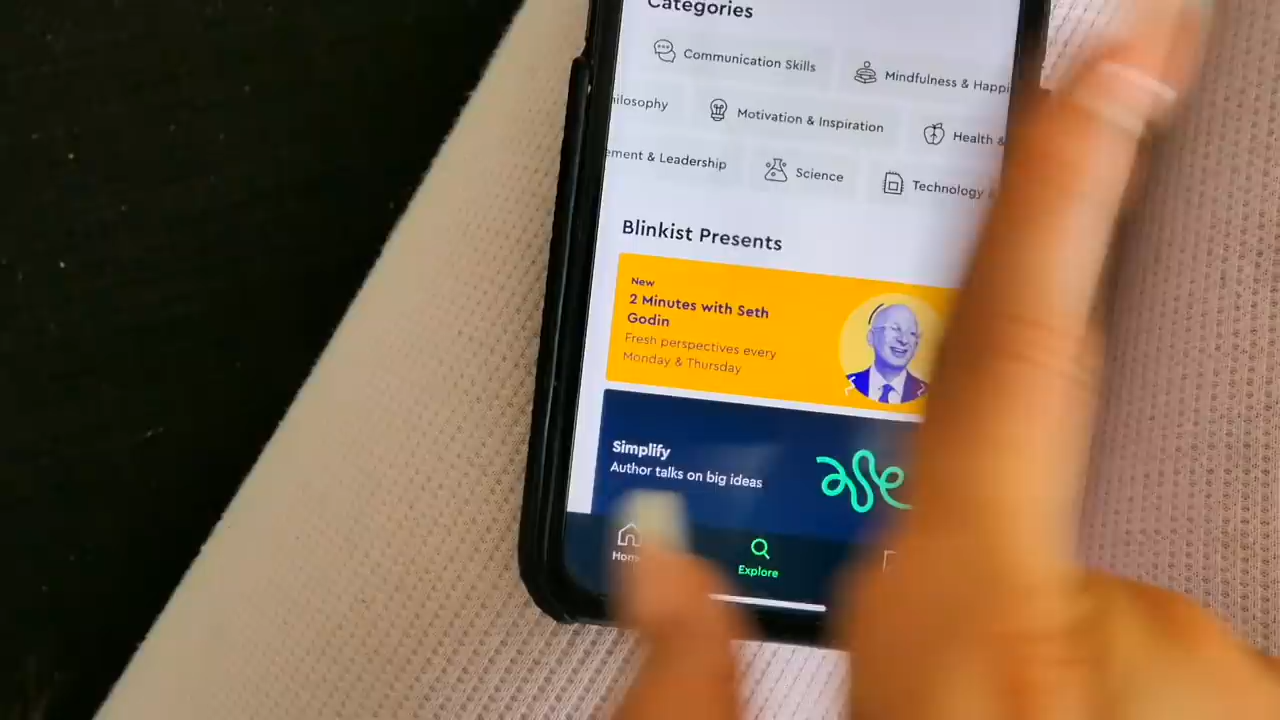 Categories
Communication Skills
Mindfulness & Happi
ilosophy
Motivation & Inspiration
Health &
ement & Leadership
Science
Technology
Blinkist Presents
New
2 Minutes with Seth
Godin
Fresh perspectives every
Monday & Thursday
Simplify
Author talks on big ideas
Hom
Explore